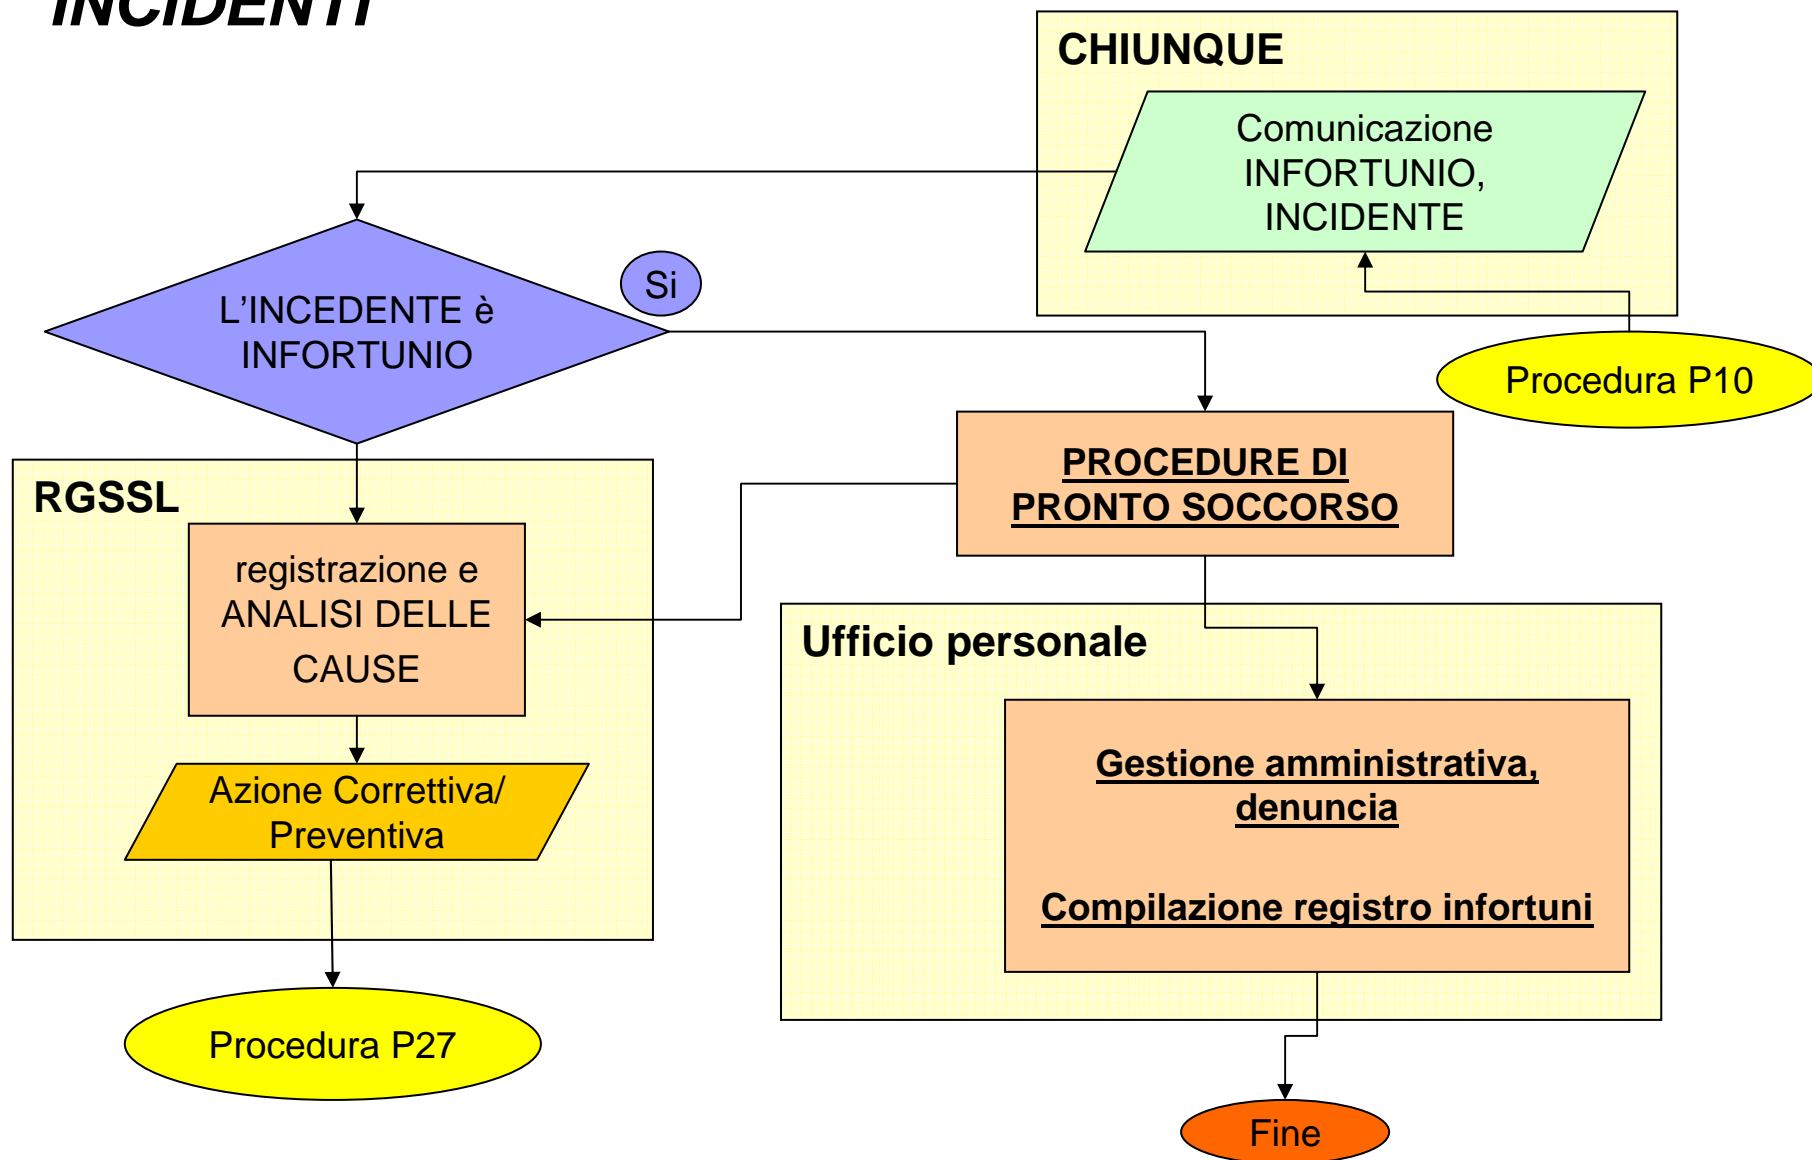 INCIDENTI
CHIUNQUE
Comunicazione
INFORTUNIO,
INCIDENTE
Si
L'INCEDENTE è
INFORTUNIO
Procedura P10
PROCEDURE DI
PRONTO SOCCORSO
RGSSL
registrazione e
ANALISI DELLE
CAUSE
Ufficio personale
Gestione amministrativa,
denuncia
Compilazione registro infortuni
Azione Correttiva/
Preventiva
Procedura P27
Fine